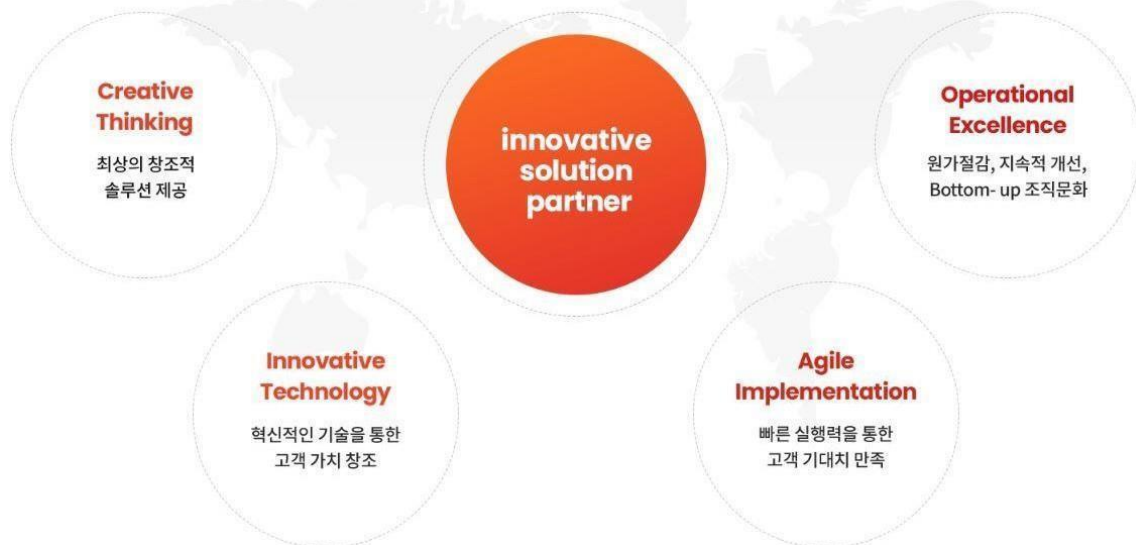 Creative
Thinking
최상의 창조적
솔루션 제공
innovative
solution
partner
Operational
Excellence
원가절감, 지속적 개선,
Bottom- up 조직문화
Innovative
Technology
혁신적인 기술을 통한
고객 가치 창조
Agile
Implementation
빠른 실행력을 통한
고객 기대치 만족